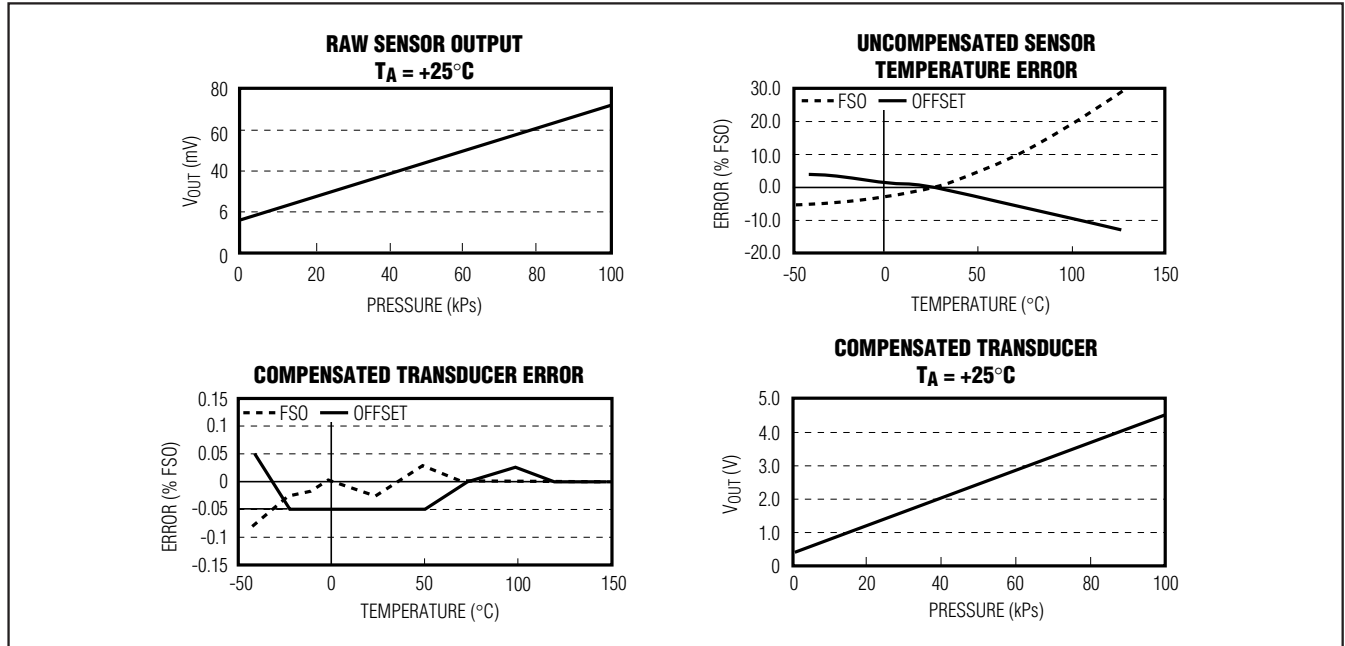 RAW SENSOR OUTPUT
TA = +25°C
80
60
40
6
0
VOUT (mV)
0 20 40 60 80 100
PRESSURE (kPs)
UNCOMPENSATED SENSOR
TEMPERATURE ERROR
FSO OFFSET
30.0
20.0
10.0
0.0
-10.0
-20.0
ERROR (% FSO)
-50 0 50 100 150
TEMPERATURE (°C)
COMPENSATED TRANSDUCER ERROR
FSO OFFSET
0.15
0.1
0.05
0
-0.05
-0.1
-0.15
ERROR (% FSO)
-50 0 50 100 150
TEMPERATURE (°C)
COMPENSATED TRANSDUCER
TA = +25°C
5.0
4.0
3.0
2.0
1.0
0
VOUT (V)
0 20 40 60 80 100
PRESSURE (kPs)